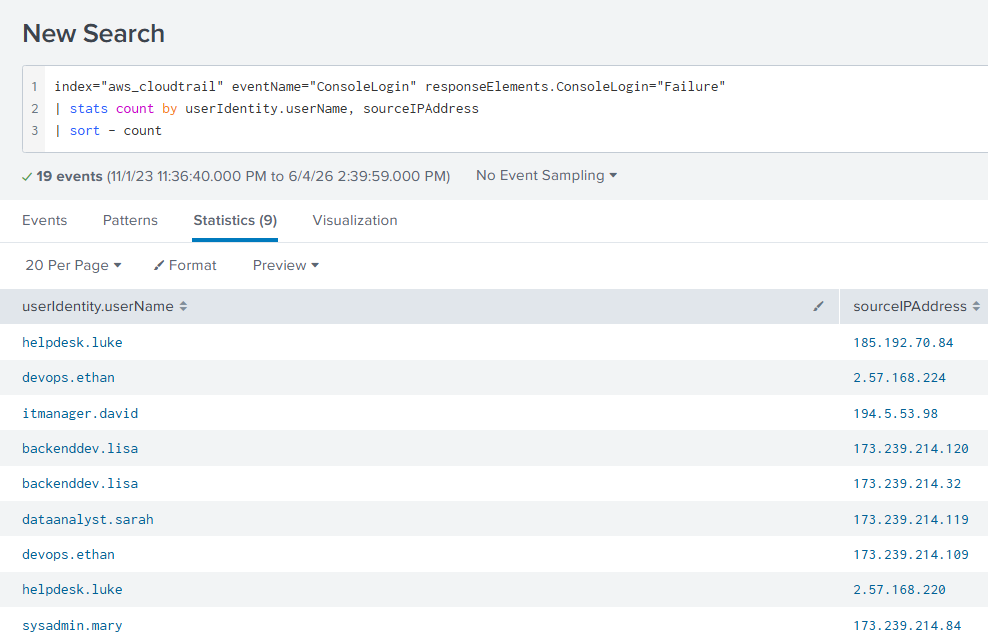 New Search
1 index="aws_cloudtrail" eventName="ConsoleLogin" responseElements.ConsoleLogin="Failure"
2 | stats count by userIdentity.userName, sourceIPAddress
3 | sort - count
✓ 19 events (11/1/23 11:36:40.000 PM to 6/4/26 2:39:59.000 PM) No Event Sampling
Events Patterns Statistics (9) Visualization
20 Per Page Format Preview
userIdentity.userName sourceIPAddress
helpdesk.luke 185.192.70.84
devops.ethan 2.57.168.224
itmanager.david 194.5.53.98
backenddev.lisa 173.239.214.120
backenddev.lisa 173.239.214.32
dataanalyst.sarah 173.239.214.119
devops.ethan 173.239.214.109
helpdesk.luke 2.57.168.220
sysadmin.mary 173.239.214.84